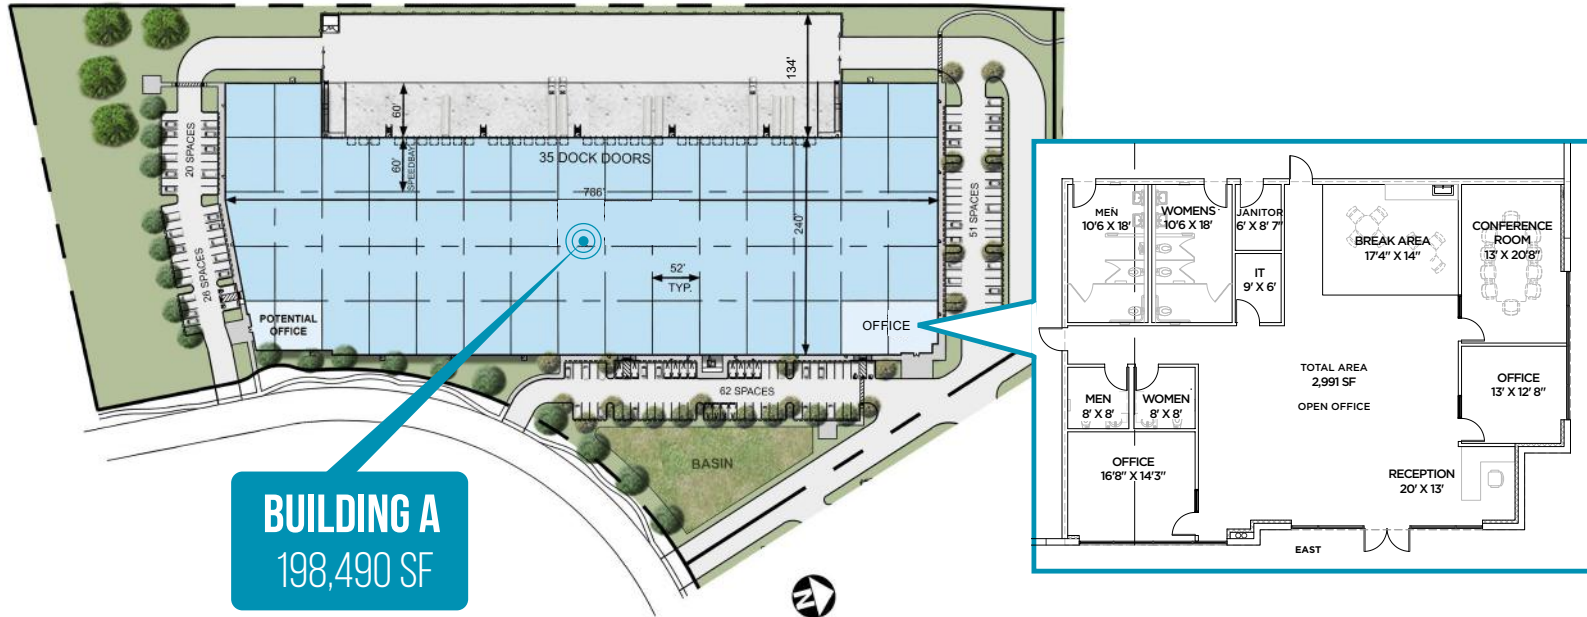 134'
60'
20 SPACES
60'
SPEEDBAY
35 DOCK DOORS
766'
240'
51 SPACES
26 SPACES
52'
TYP.
POTENTIAL
OFFICE
OFFICE
62 SPACES
BASIN
BUILDING A
198,490 SF
N
MEN
10'6 X 18'
WOMENS
10'6 X 18'
JANITOR
6' X 8' 7"
BREAK AREA
17'4" X 14"
CONFERENCE
ROOM
13' X 20'8"
IT
9' X 6'
TOTAL AREA
2,991 SF
OPEN OFFICE
OFFICE
13' X 12' 8"
MEN
8' X 8'
WOMEN
8' X 8'
OFFICE
16'8" X 14'3"
RECEPTION
20' X 13'
EAST